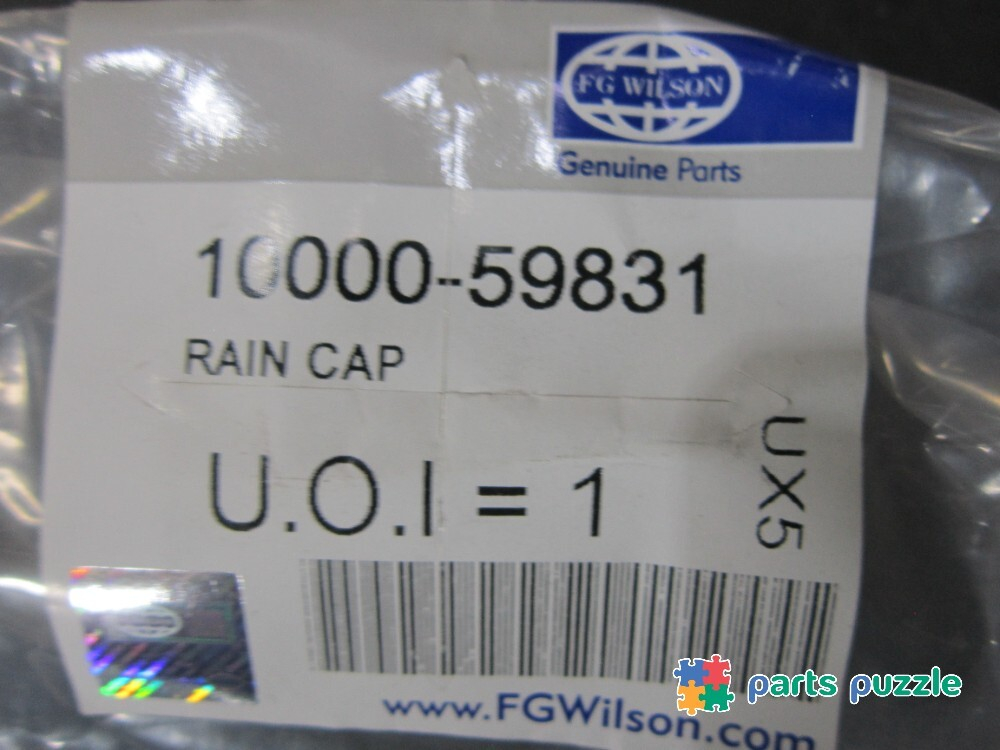 FG WILSON
Genuine Parts
10000-59831
RAIN CAP
U.O.I = 1
UX5
www.FGWilson.com
parts puzzle